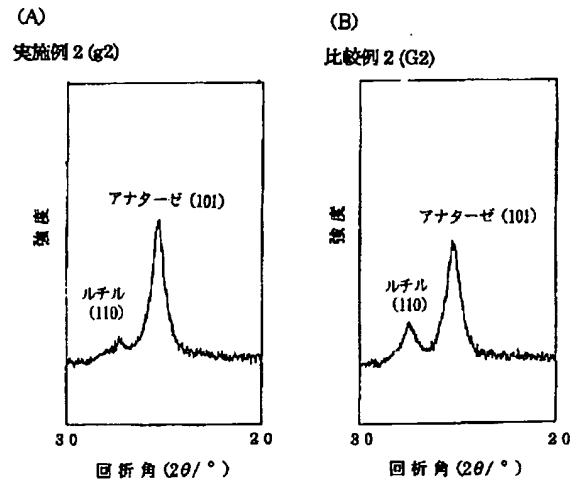 (A)
実施例 2 (g2)
強度
アナターゼ (101)
ルチル
(110)
30
20
回折角 (2θ/°)
(B)
比較例 2 (G2)
強度
アナターゼ (101)
ルチル
(110)
30
20
回折角 (2θ/°)